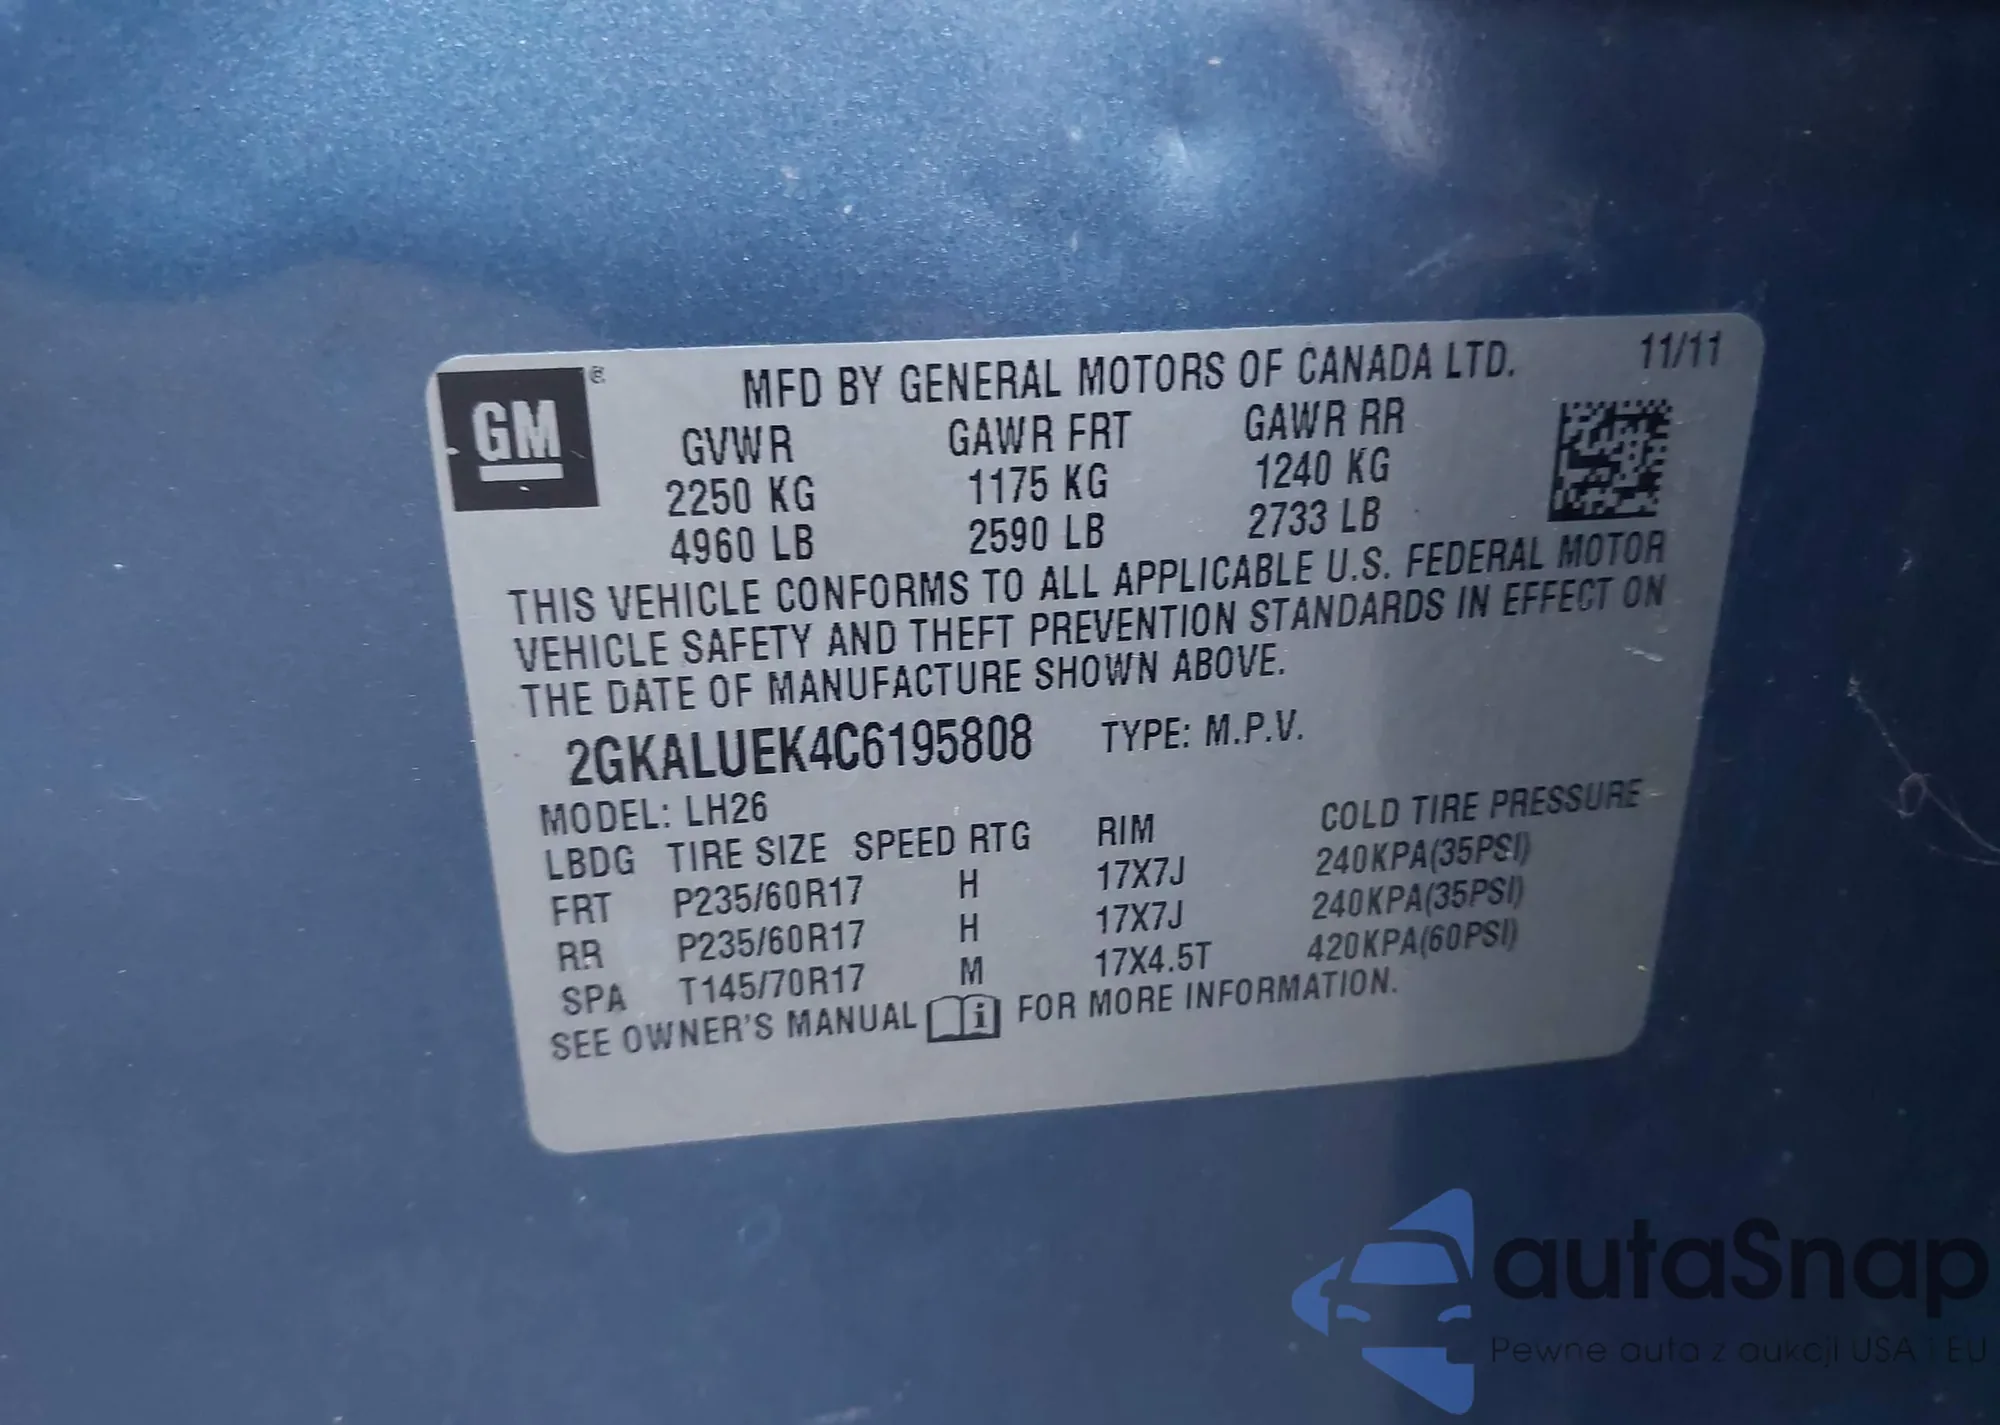 GM ®
MFD BY GENERAL MOTORS OF CANADA LTD. 11/11
GVWR GAWR FRT GAWR RR
2250 KG 1175 KG 1240 KG
4960 LB 2590 LB 2733 LB
THIS VEHICLE CONFORMS TO ALL APPLICABLE U.S. FEDERAL MOTOR
VEHICLE SAFETY AND THEFT PREVENTION STANDARDS IN EFFECT ON
THE DATE OF MANUFACTURE SHOWN ABOVE.
2GKALUEK4C6195808 TYPE: M.P.V.
MODEL: LH26
LBDG TIRE SIZE SPEED RTG RIM COLD TIRE PRESSURE
FRT P235/60R17 H 17X7J 240KPA(35PSI)
RR P235/60R17 H 17X7J 240KPA(35PSI)
SPA T145/70R17 M 17X4.5T 420KPA(60PSI)
SEE OWNER'S MANUAL i FOR MORE INFORMATION.
autaSnap
Pewne auta z aukcji USA i EU